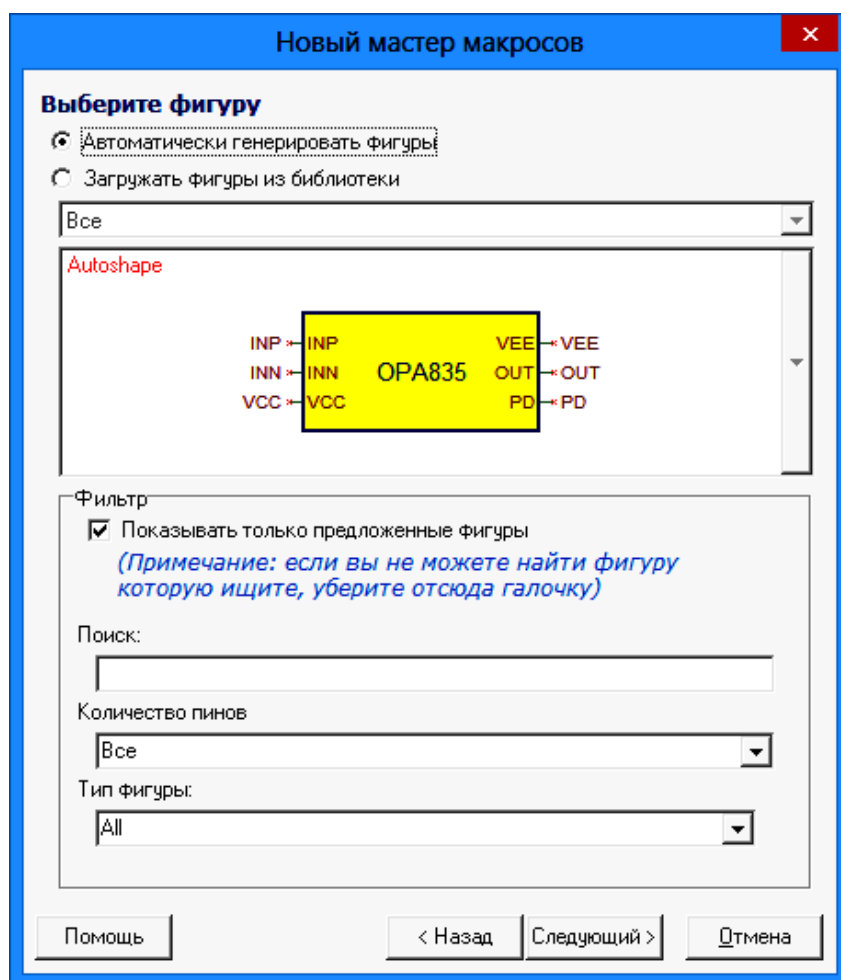 Новый мастер макросов
Выберите фигуру
Автоматически генерировать фигуры
Загружать фигуры из библиотеки
Все
Autoshape
INP INP VEE VEE
INN INN OPA835 OUT OUT
VCC VCC PD PD
Фильтр
Показывать только предложенные фигуры
(Примечание: если вы не можете найти фигуру
которую ищите, уберите отсюда галочку)
Поиск:
Количество пинов
Все
Тип фигуры:
All
Помощь < Назад Следующий > Отмена